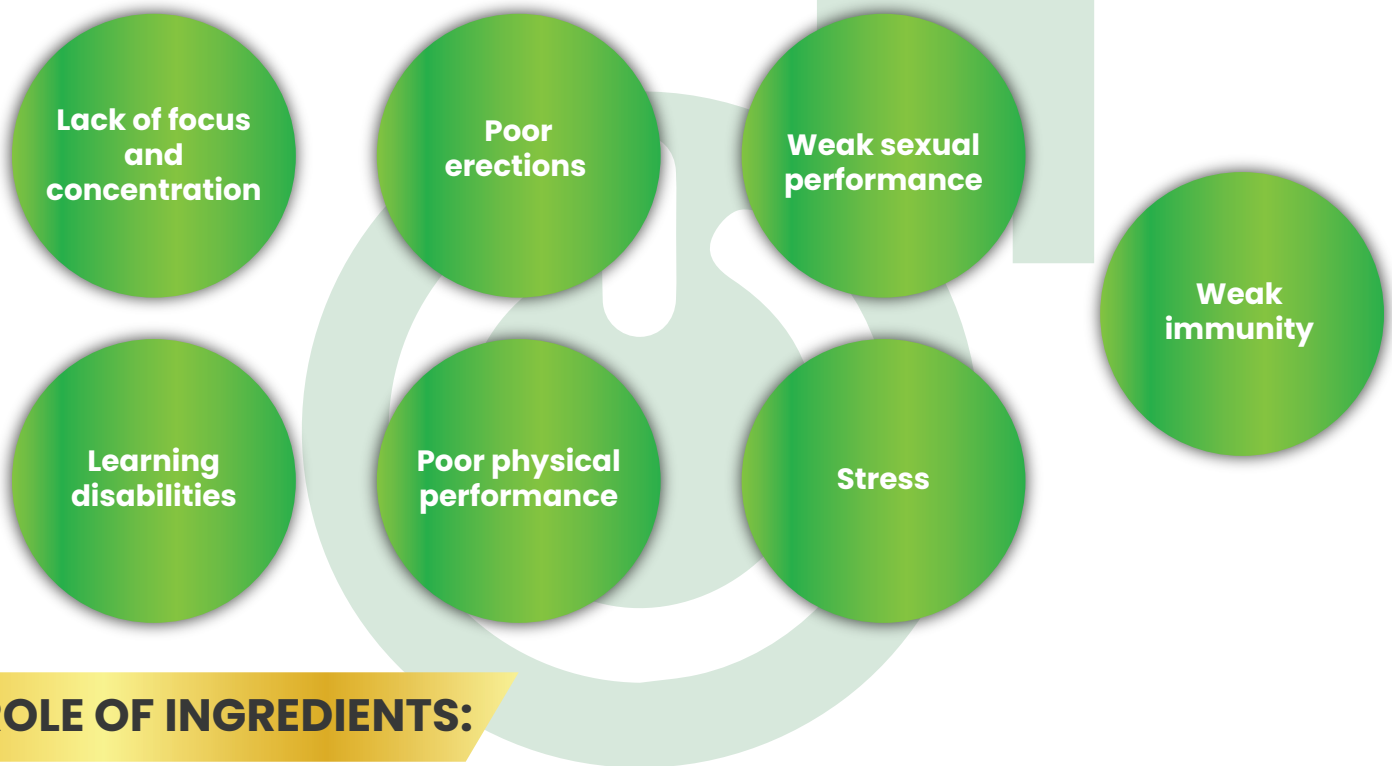 Lack of focus
and
concentration
Poor
erections
Weak sexual
performance
Weak
immunity
Learning
disabilities
Poor physical
performance
Stress
OLE OF INGREDIENTS: